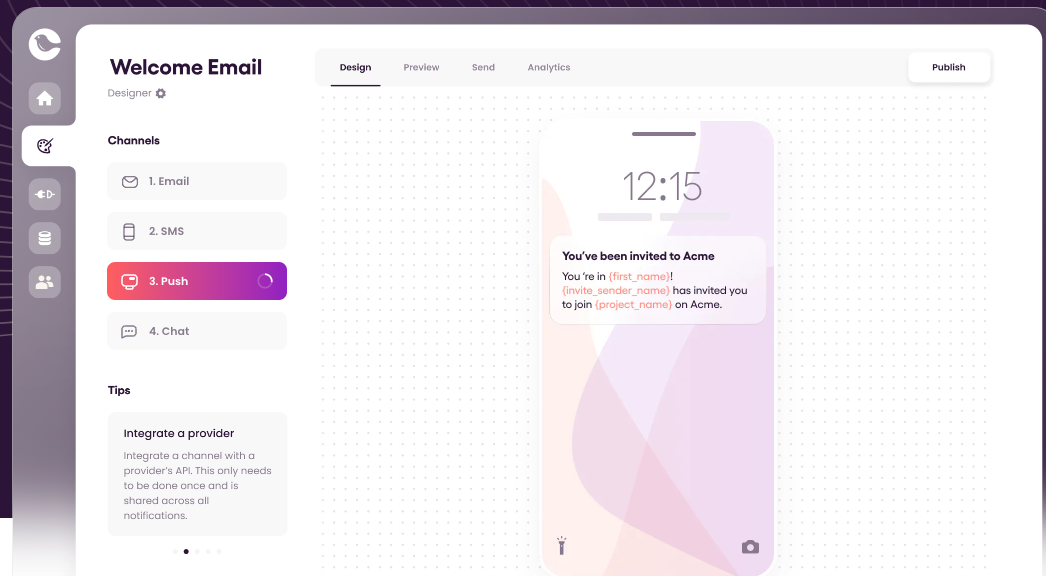 Welcome Email
Designer
Channels
1. Email
2. SMS
3. Push
4. Chat
Tips
Integrate a provider
Integrate a channel with a
provider's API. This only needs
to be done once and is
shared across all
notifications.
Design
Preview
Send
Analytics
Publish
12:15
You've been invited to Acme
You 're in {first_name}!
{invite_sender_name} has invited you
to join {project_name} on Acme.